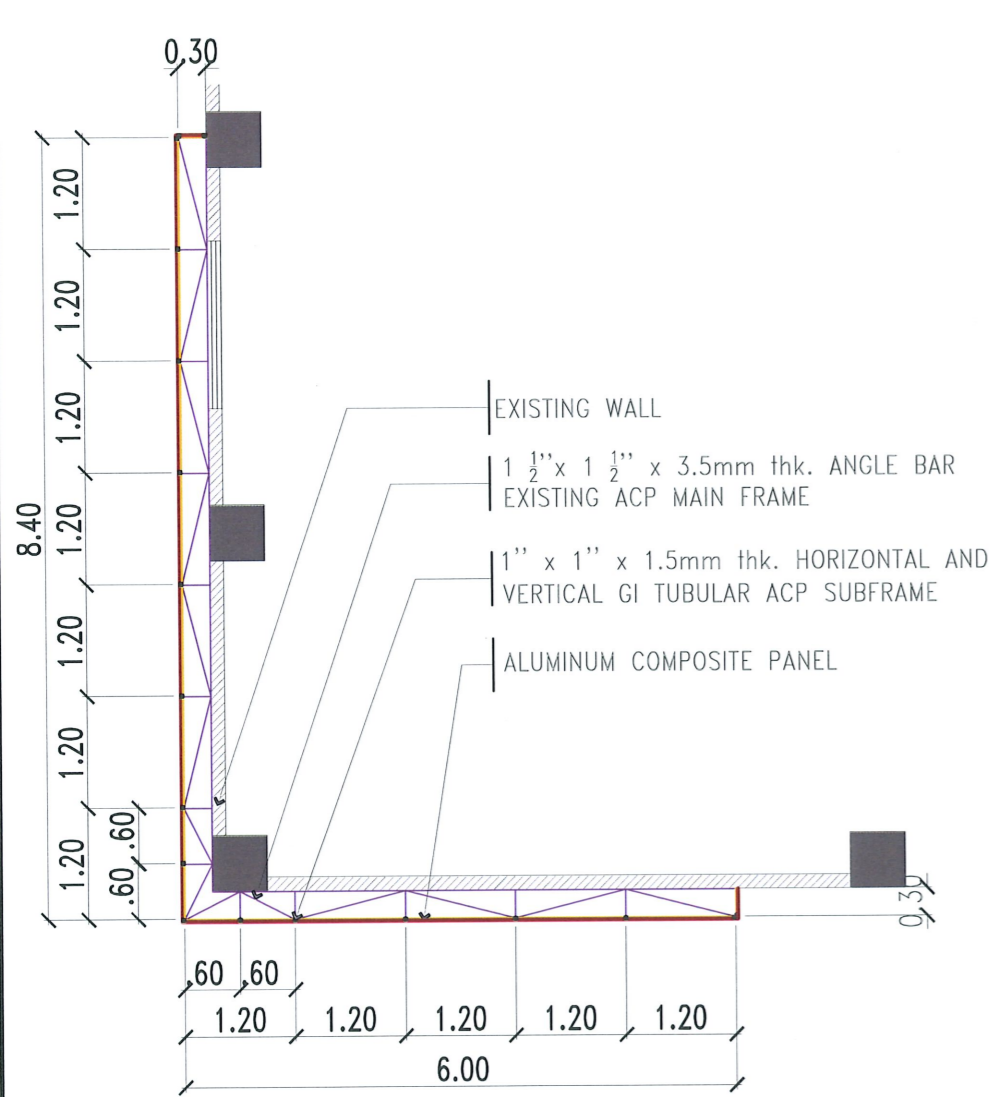 0.30
1.20
1.20
1.20
1.20
1.20
1.20
1.20
8.40
.60
.60
EXISTING WALL
1 1/2'' x 1 1/2'' x 3.5mm thk. ANGLE BAR
EXISTING ACP MAIN FRAME
1'' x 1'' x 1.5mm thk. HORIZONTAL AND
VERTICAL GI TUBULAR ACP SUBFRAME
ALUMINUM COMPOSITE PANEL
0.30
.60 .60
1.20 1.20 1.20 1.20 1.20
6.00